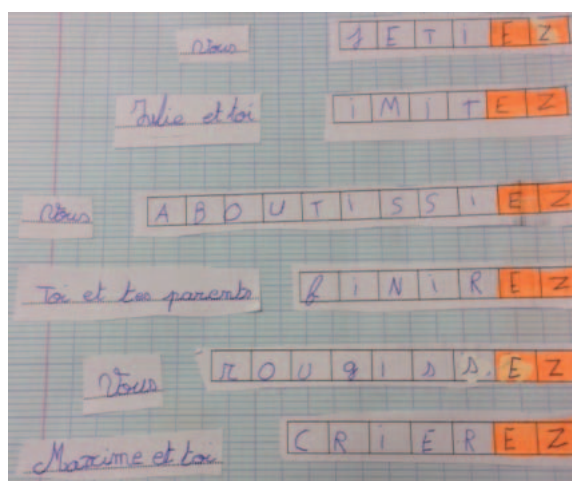 Vous JETIEZ
Julie et toi iMiTEZ
Vous ABOUTiSSiEZ
Toi et tes parents fiNiREZ
Vous rougissEZ
Maxime et toi CRiEREZ